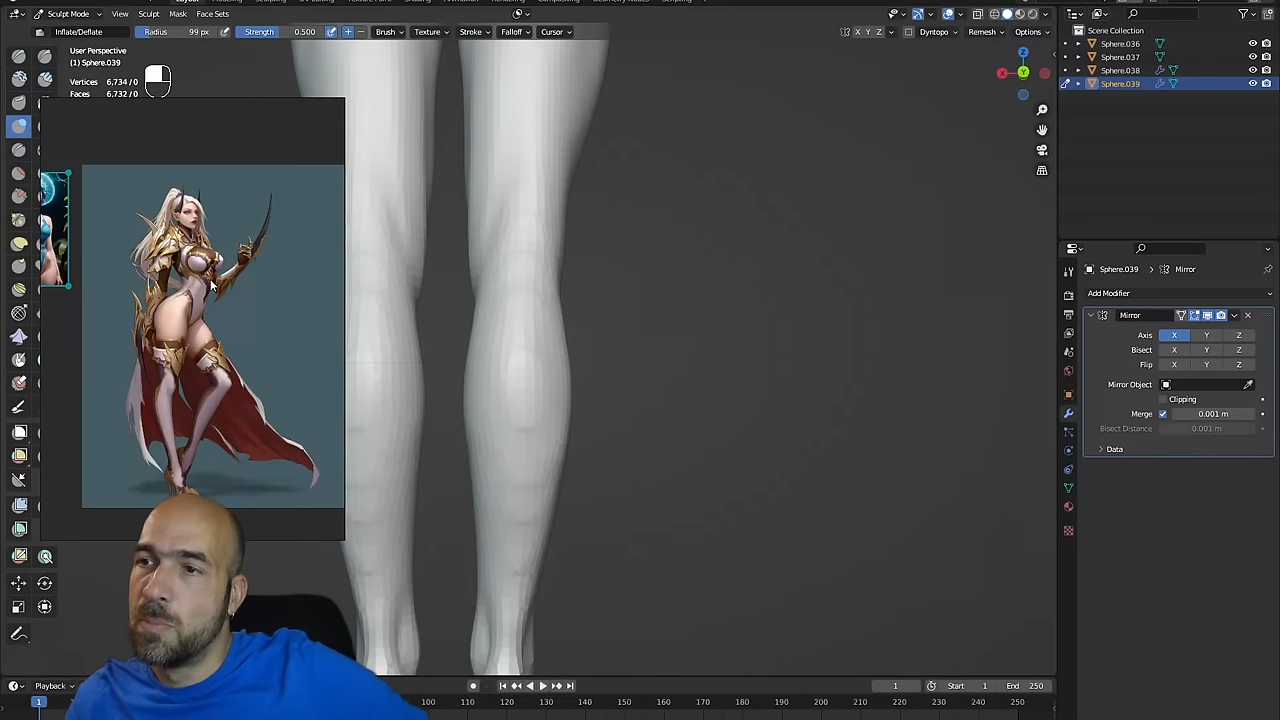 Sculpt Mode View Sculpt Mask Face Sets
Inflate/Deflate Radius 99 px Strength 0.500 Brush Texture Stroke Falloff Cursor X Y Z Dyntopo Remesh Options
User Perspective
(1) Sphere.039
Vertices 6,734/0
Faces 6,732/0
X Y Z
Scene Collection
Sphere.036
Sphere.037
Sphere.038
Sphere.039
Sphere.039 > Mirror
Add Modifier
Mirror
Axis X Y Z
Bisect X Y Z
Flip X Y Z
Mirror Object
Clipping
Merge 0.001 m
Bisect Distance 0.001 m
Data
Playback 1 Start 1 End 250
1 100 110 120 130 140 150 160 170 180 190 200 210 220 230 240 250